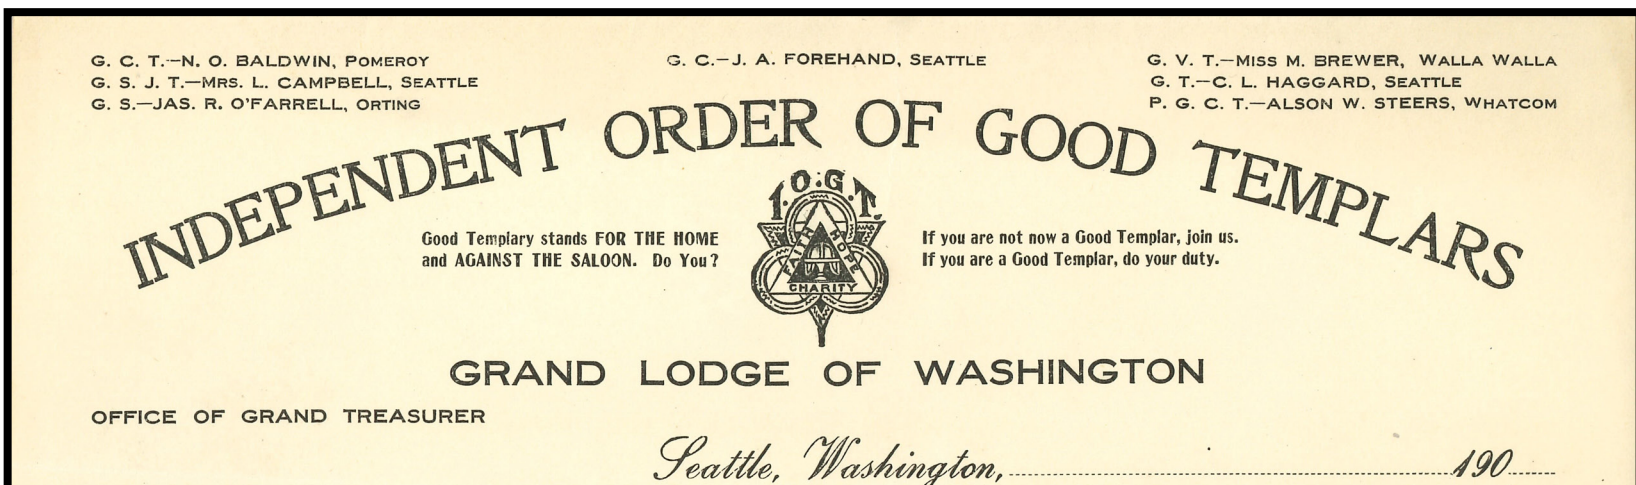 G. C. T.—N. O. BALDWIN, POMEROY
G. S. J. T.—MRS. L. CAMPBELL, SEATTLE
G. S.—JAS. R. O'FARRELL, ORTING
G. C.—J. A. FOREHAND, SEATTLE
G. V. T.—MISS M. BREWER, WALLA WALLA
G. T.—C. L. HAGGARD, SEATTLE
P. G. C. T.—ALSON W. STEERS, WHATCOM
INDEPENDENT ORDER OF GOOD TEMPLARS
I.O.G.T.
FAITH HOPE
CHARITY
Good Templary stands FOR THE HOME
and AGAINST THE SALOON. Do You?
If you are not now a Good Templar, join us.
If you are a Good Templar, do your duty.
GRAND LODGE OF WASHINGTON
OFFICE OF GRAND TREASURER
Seattle, Washington, 190